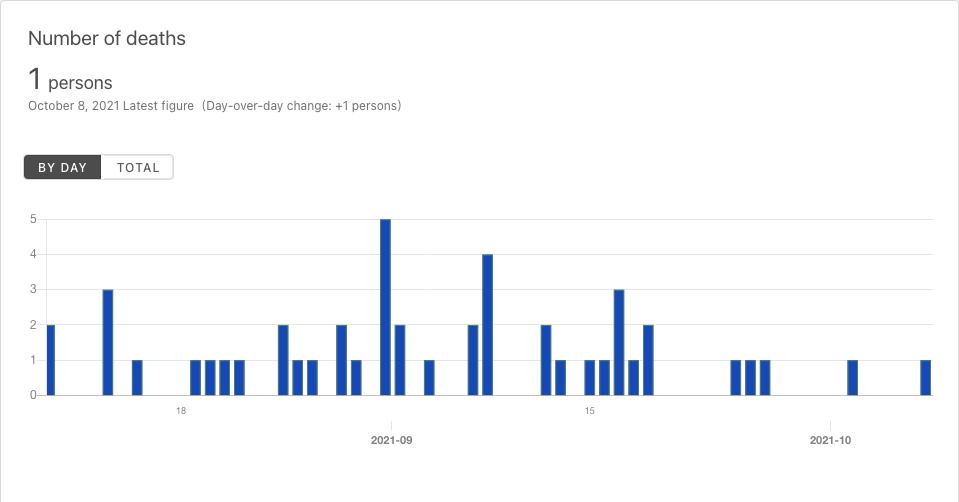 Number of deaths
1 persons
October 8, 2021 Latest figure (Day-over-day change: +1 persons)
BY DAY TOTAL
5
4
3
2
1
0
18 15
2021-09 2021-10